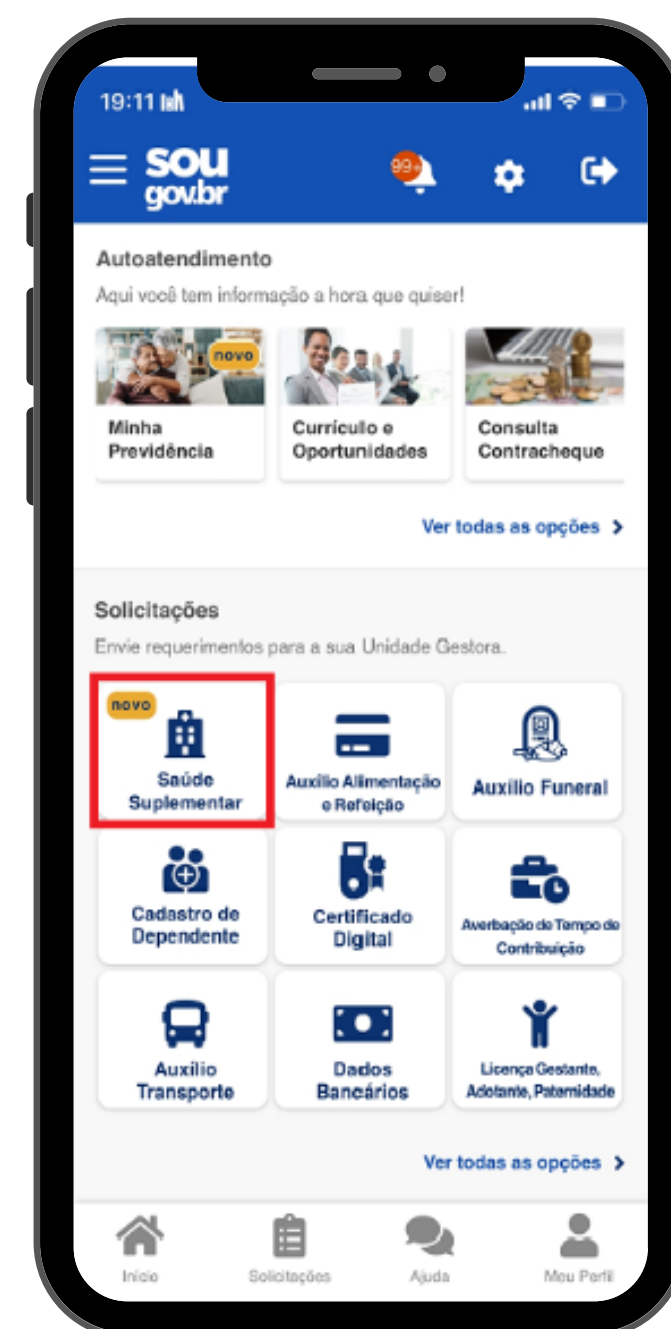 19:11
sou
gov.br
99+
Autoatendimento
Aqui você tem informação a hora que quiser!
novo
Minha
Previdência
Currículo e
Oportunidades
Consulta
Contracheque
Ver todas as opções
Solicitações
Envie requerimentos para a sua Unidade Gestora.
novo
Saúde
Suplementar
Auxílio Alimentação
e Refeição
Auxílio Funeral
Cadastro de
Dependente
Certificado
Digital
Averbação de Tempo de
Contribuição
Auxílio
Transporte
Dados
Bancários
Licença Gestante,
Adotante, Paternidade
Ver todas as opções
Início
Solicitações
Ajuda
Meu Perfil